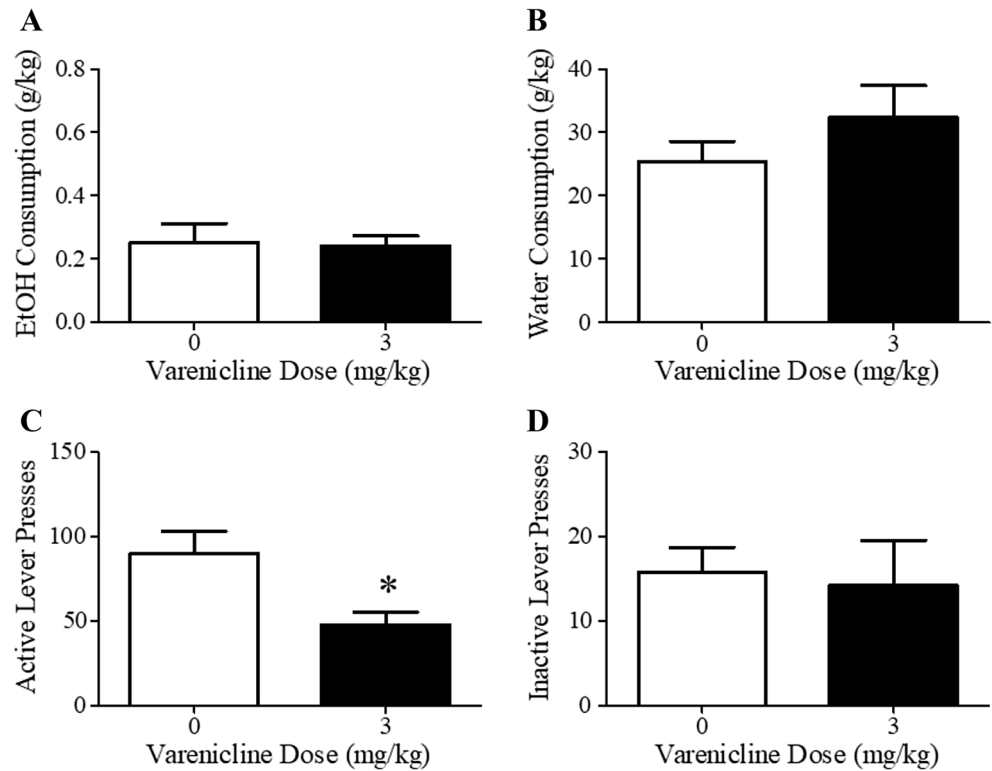 A
EtOH Consumption (g/kg)
0.8
0.6
0.4
0.2
0.0
0
3
Varenicline Dose (mg/kg)
B
Water Consumption (g/kg)
40
30
20
10
0
0
3
Varenicline Dose (mg/kg)
C
Active Lever Presses
150
100
50
0
*
0
3
Varenicline Dose (mg/kg)
D
Inactive Lever Presses
30
20
10
0
0
3
Varenicline Dose (mg/kg)